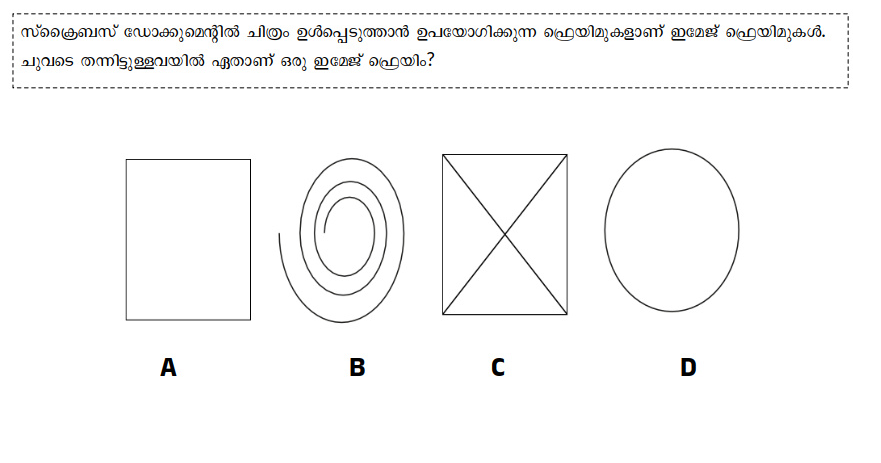 സ്ക്രൈബസ് ഡോക്കുമെന്റിൽ ചിത്രം ഉൾപ്പെടുത്താൻ ഉപയോഗിക്കുന്ന ഫ്രെയിമുകളാണ് ഇമേജ് ഫ്രെയിമുകൾ.
ചുവടെ തന്നിട്ടുള്ളവയിൽ ഏതാണ് ഒരു ഇമേജ് ഫ്രെയിം?
A B C D